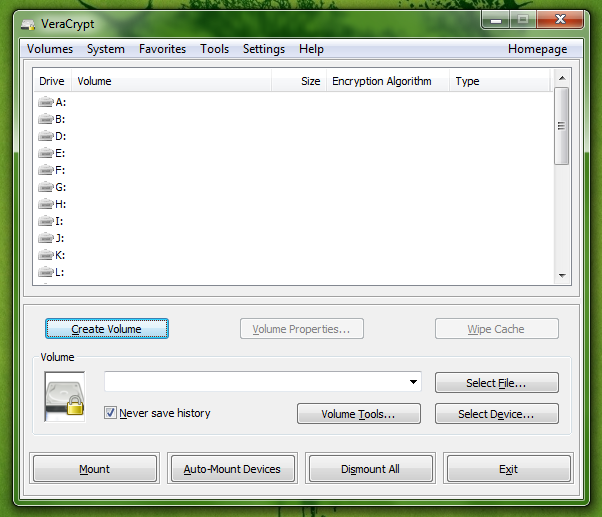 VeraCrypt
Volumes System Favorites Tools Settings Help Homepage
Drive Volume Size Encryption Algorithm Type
A:
B:
D:
E:
F:
G:
H:
I:
J:
K:
L:
Create Volume Volume Properties... Wipe Cache
Volume
Select File...
Never save history Volume Tools... Select Device...
Mount Auto-Mount Devices Dismount All Exit